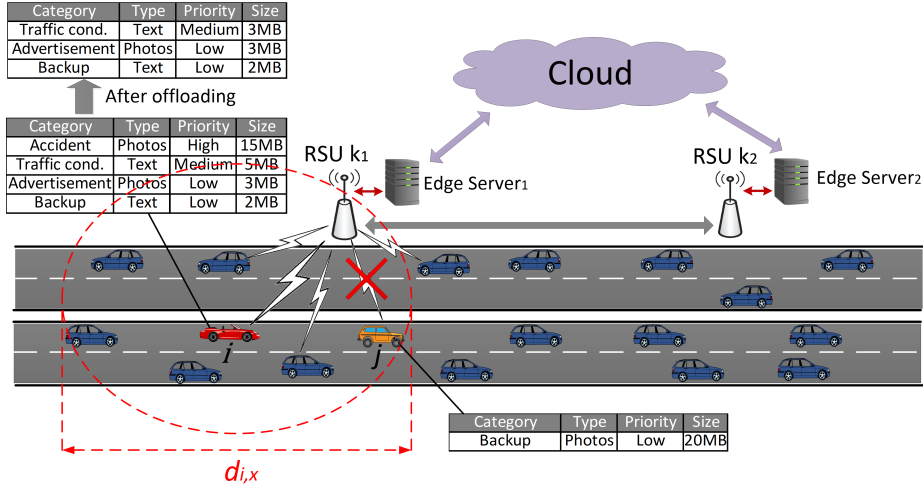 Category Type Priority Size
Traffic cond. Text Medium 3MB
Advertisement Photos Low 3MB
Backup Text Low 2MB
After offloading
Category Type Priority Size
Accident Photos High 15MB
Traffic cond. Text Medium 5MB
Advertisement Photos Low 3MB
Backup Text Low 2MB
Cloud
RSU k1
Edge Server1
RSU k2
Edge Server2
i
j
Category Type Priority Size
Backup Photos Low 20MB
di,x